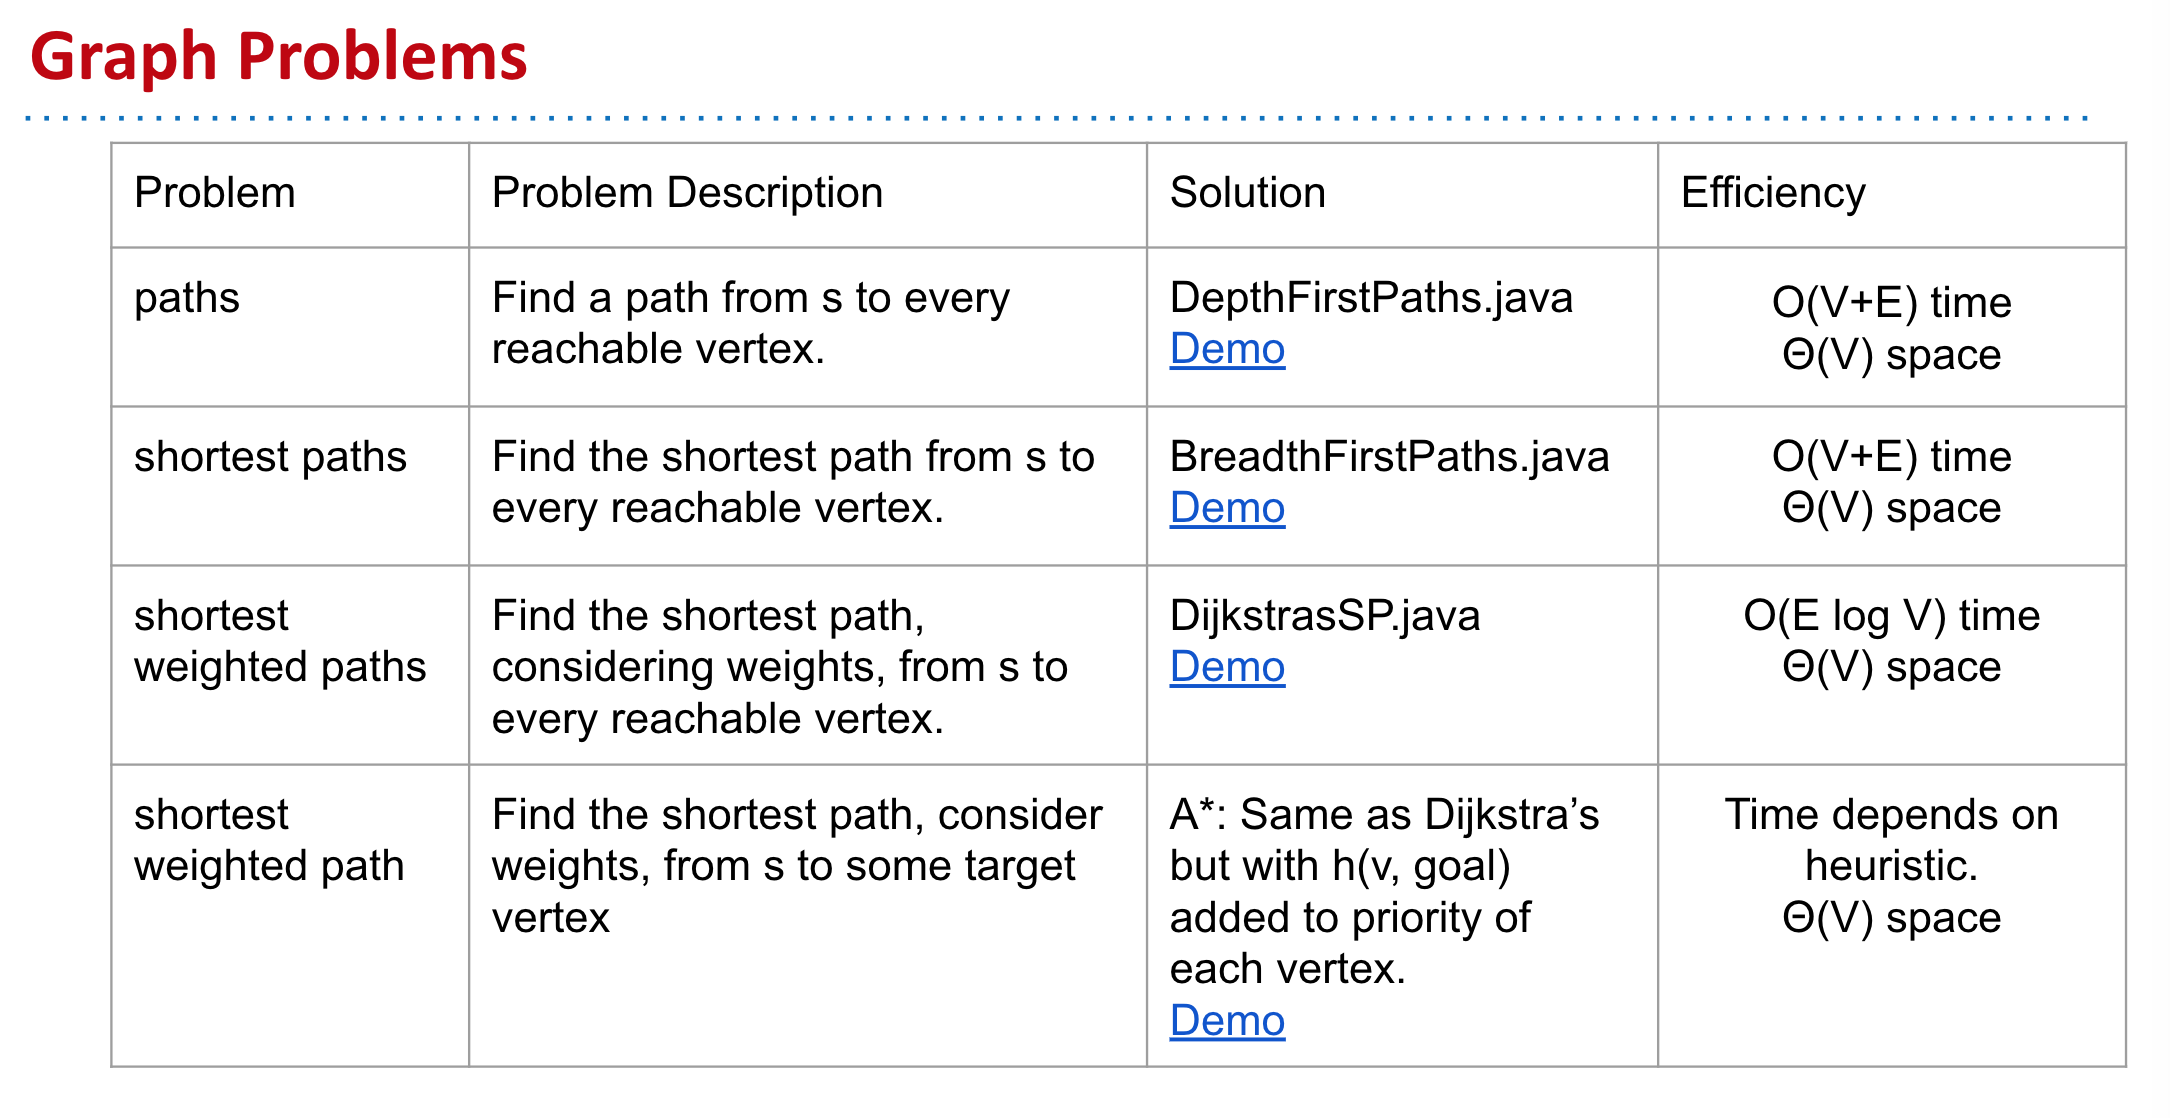 Graph Problems
Problem
Problem Description
Solution
Efficiency
paths
Find a path from s to every
reachable vertex.
DepthFirstPaths.java
Demo
O(V+E) time
Θ(V) space
shortest paths
Find the shortest path from s to
every reachable vertex.
BreadthFirstPaths.java
Demo
O(V+E) time
Θ(V) space
shortest
weighted paths
Find the shortest path,
considering weights, from s to
every reachable vertex.
DijkstrasSP.java
Demo
O(E log V) time
Θ(V) space
shortest
weighted path
Find the shortest path, consider
weights, from s to some target
vertex
A*: Same as Dijkstra’s
but with h(v, goal)
added to priority of
each vertex.
Demo
Time depends on
heuristic.
Θ(V) space